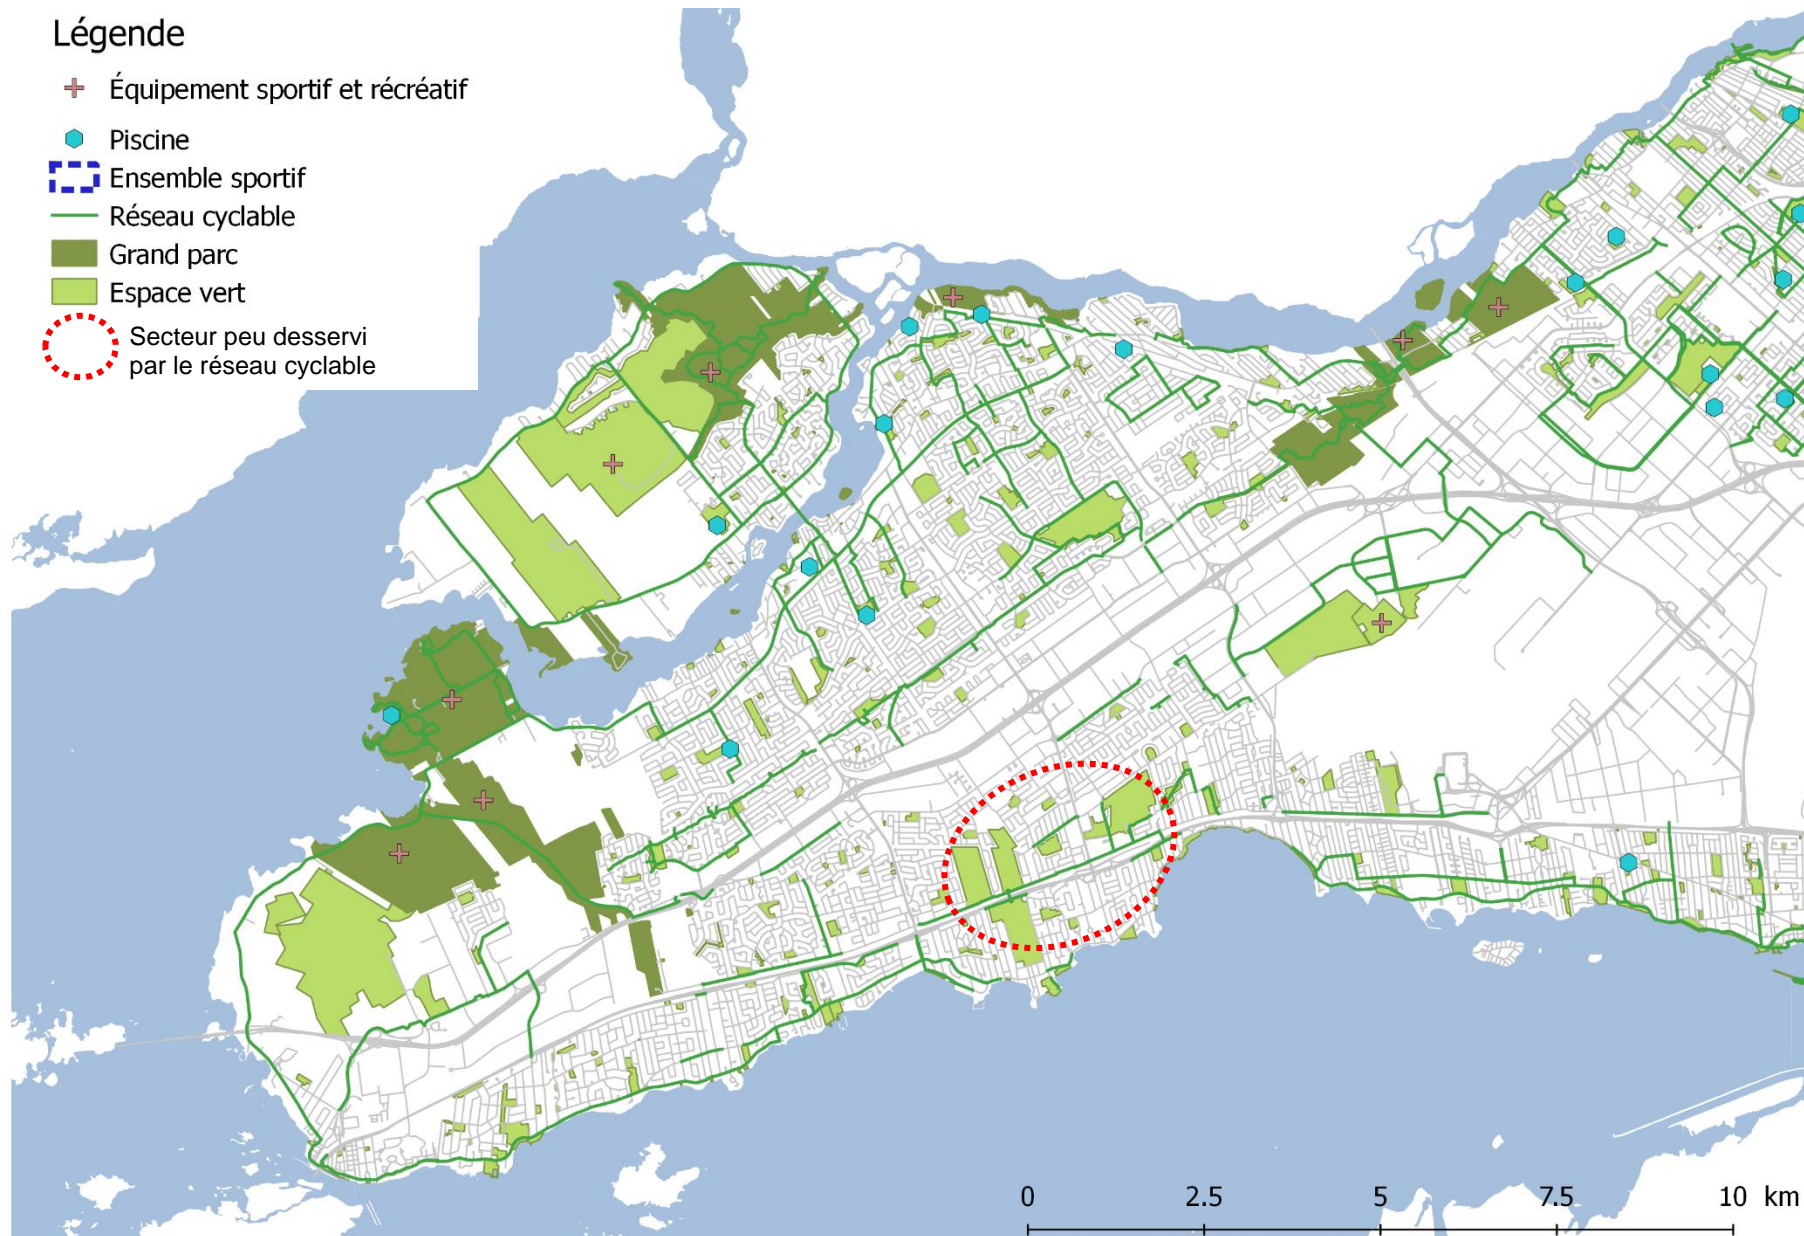 Légende
Équipement sportif et récréatif
Piscine
Ensemble sportif
Réseau cyclable
Grand parc
Espace vert
Secteur peu desservi
par le réseau cyclable
0 2.5 5 7.5 10 km